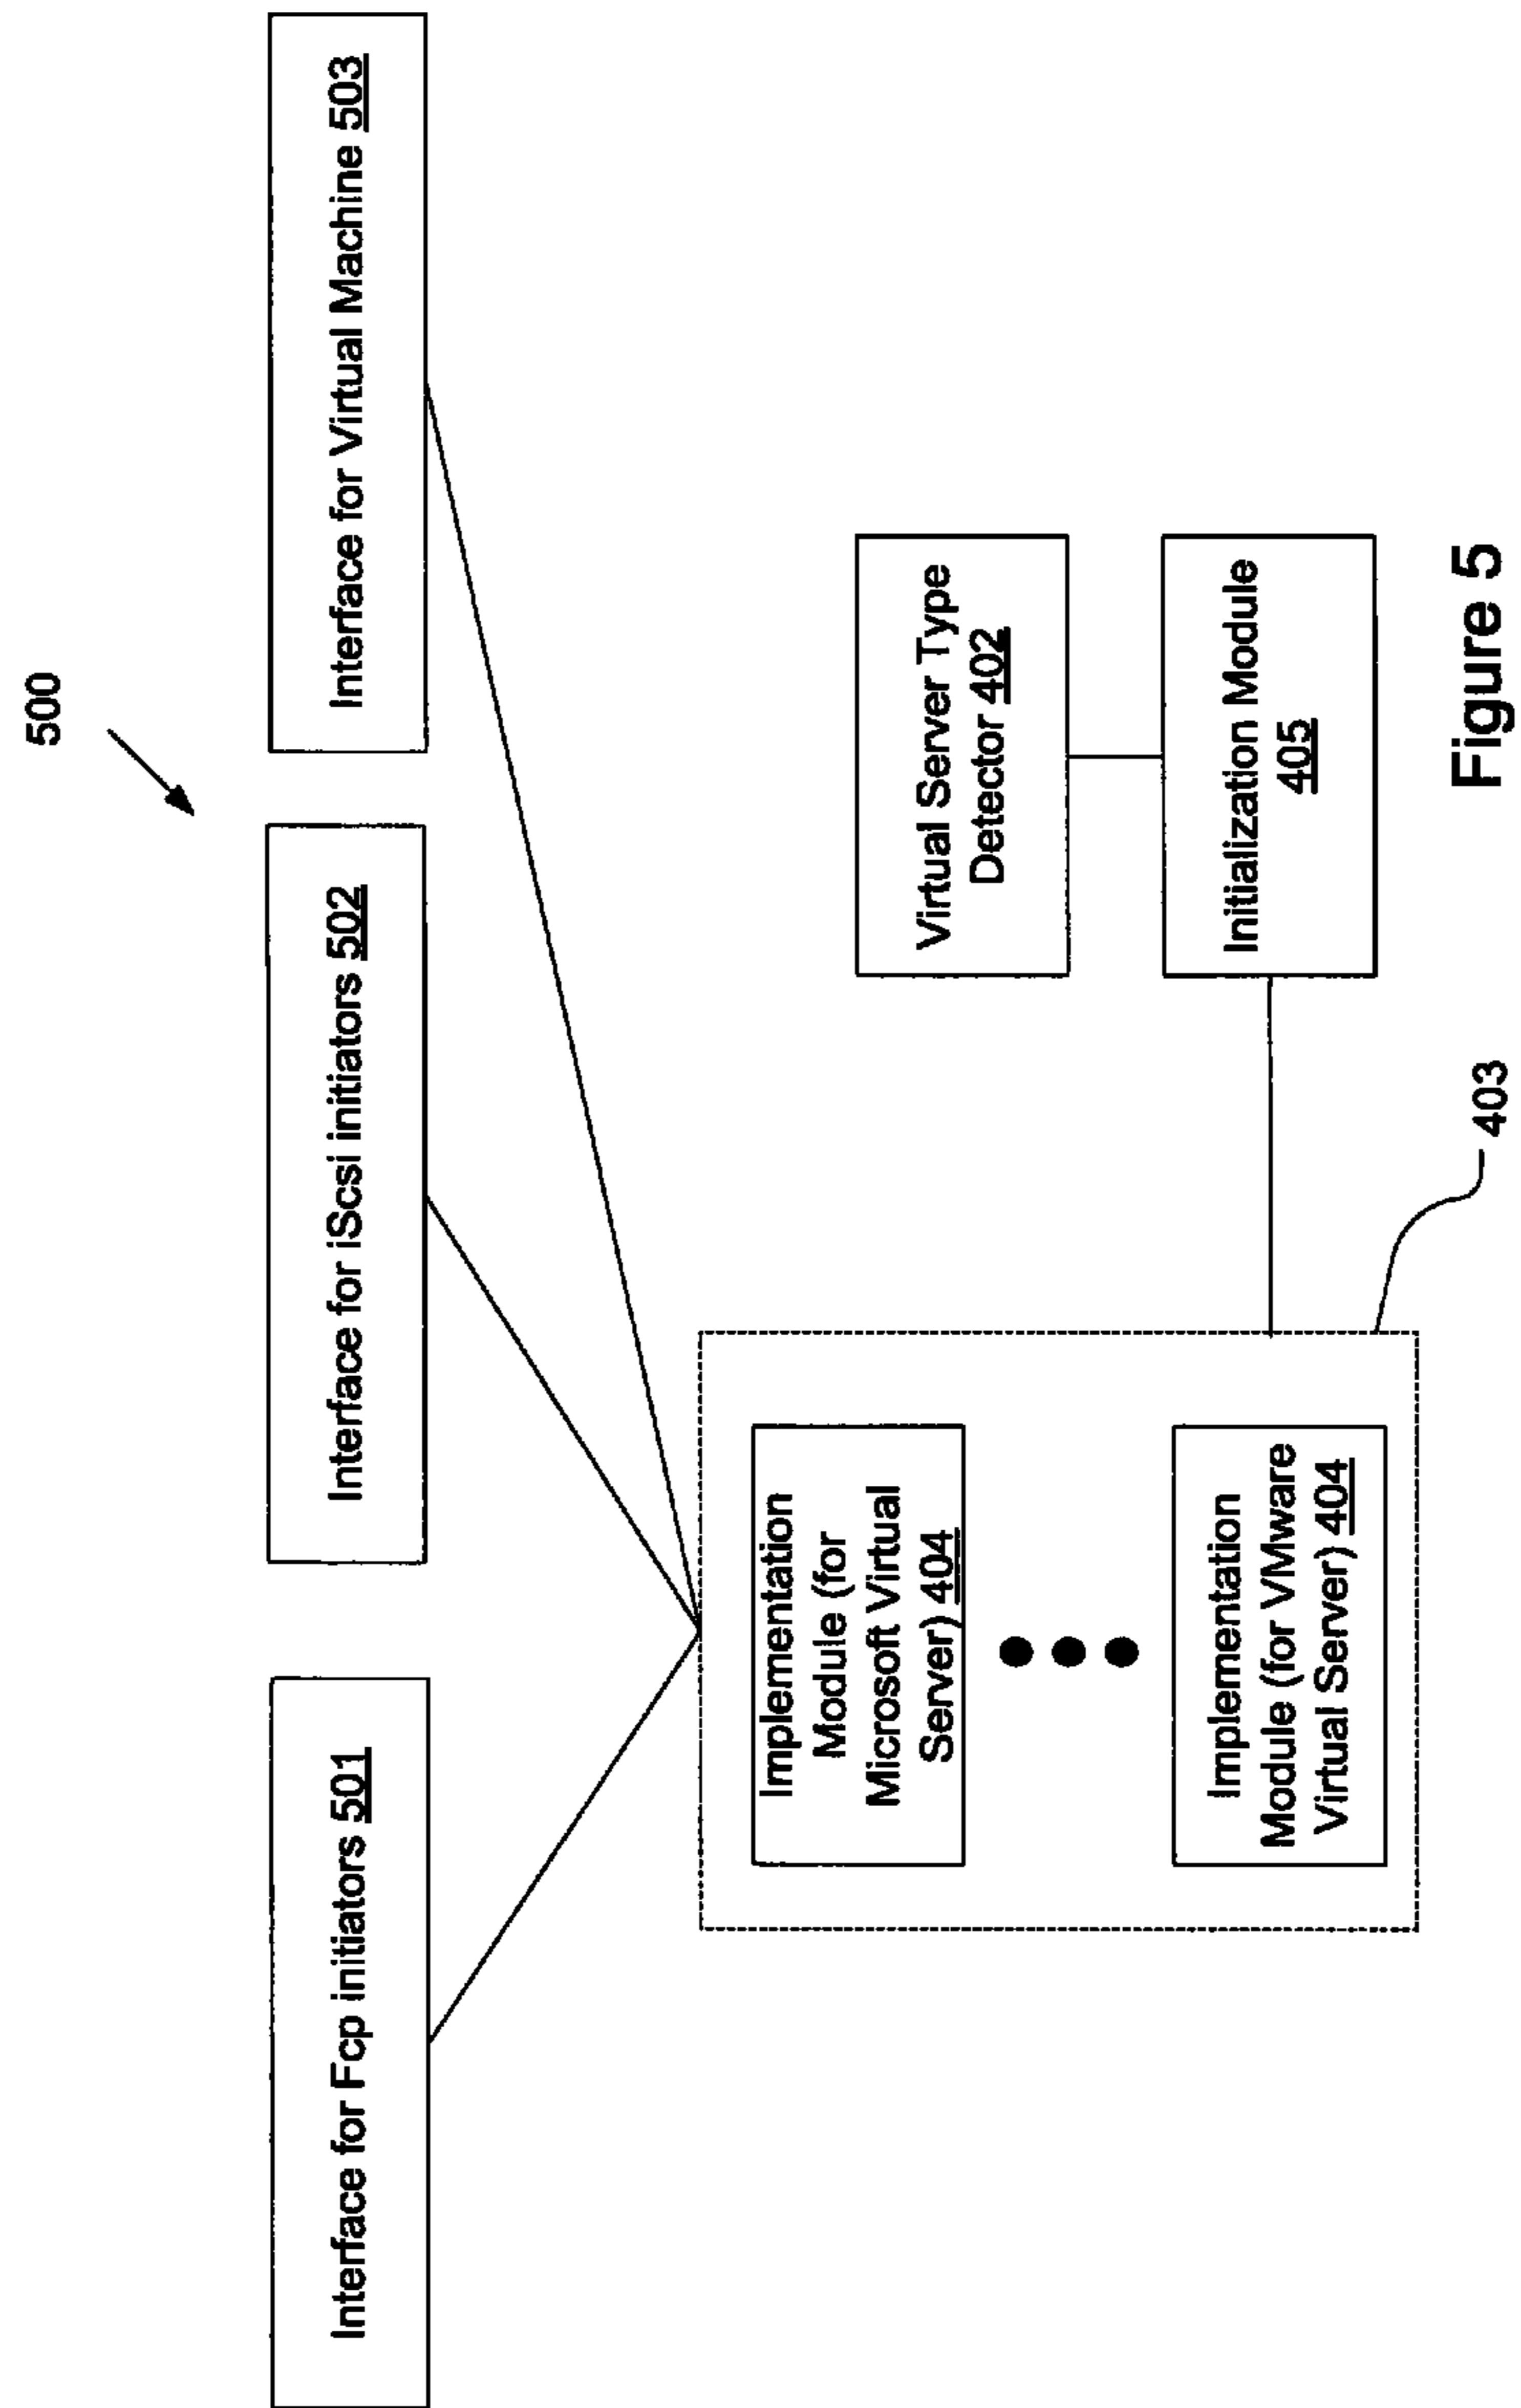 500
Interface for Fcp initiators 501
Interface for iScsi initiators 502
Interface for Virtual Machine 503
Implementation
Module (for
Microsoft Virtual
Server) 404
Implementation
Module (for VMware
Virtual Server) 404
403
Virtual Server Type
Detector 402
Initialization Module
405
Figure 5